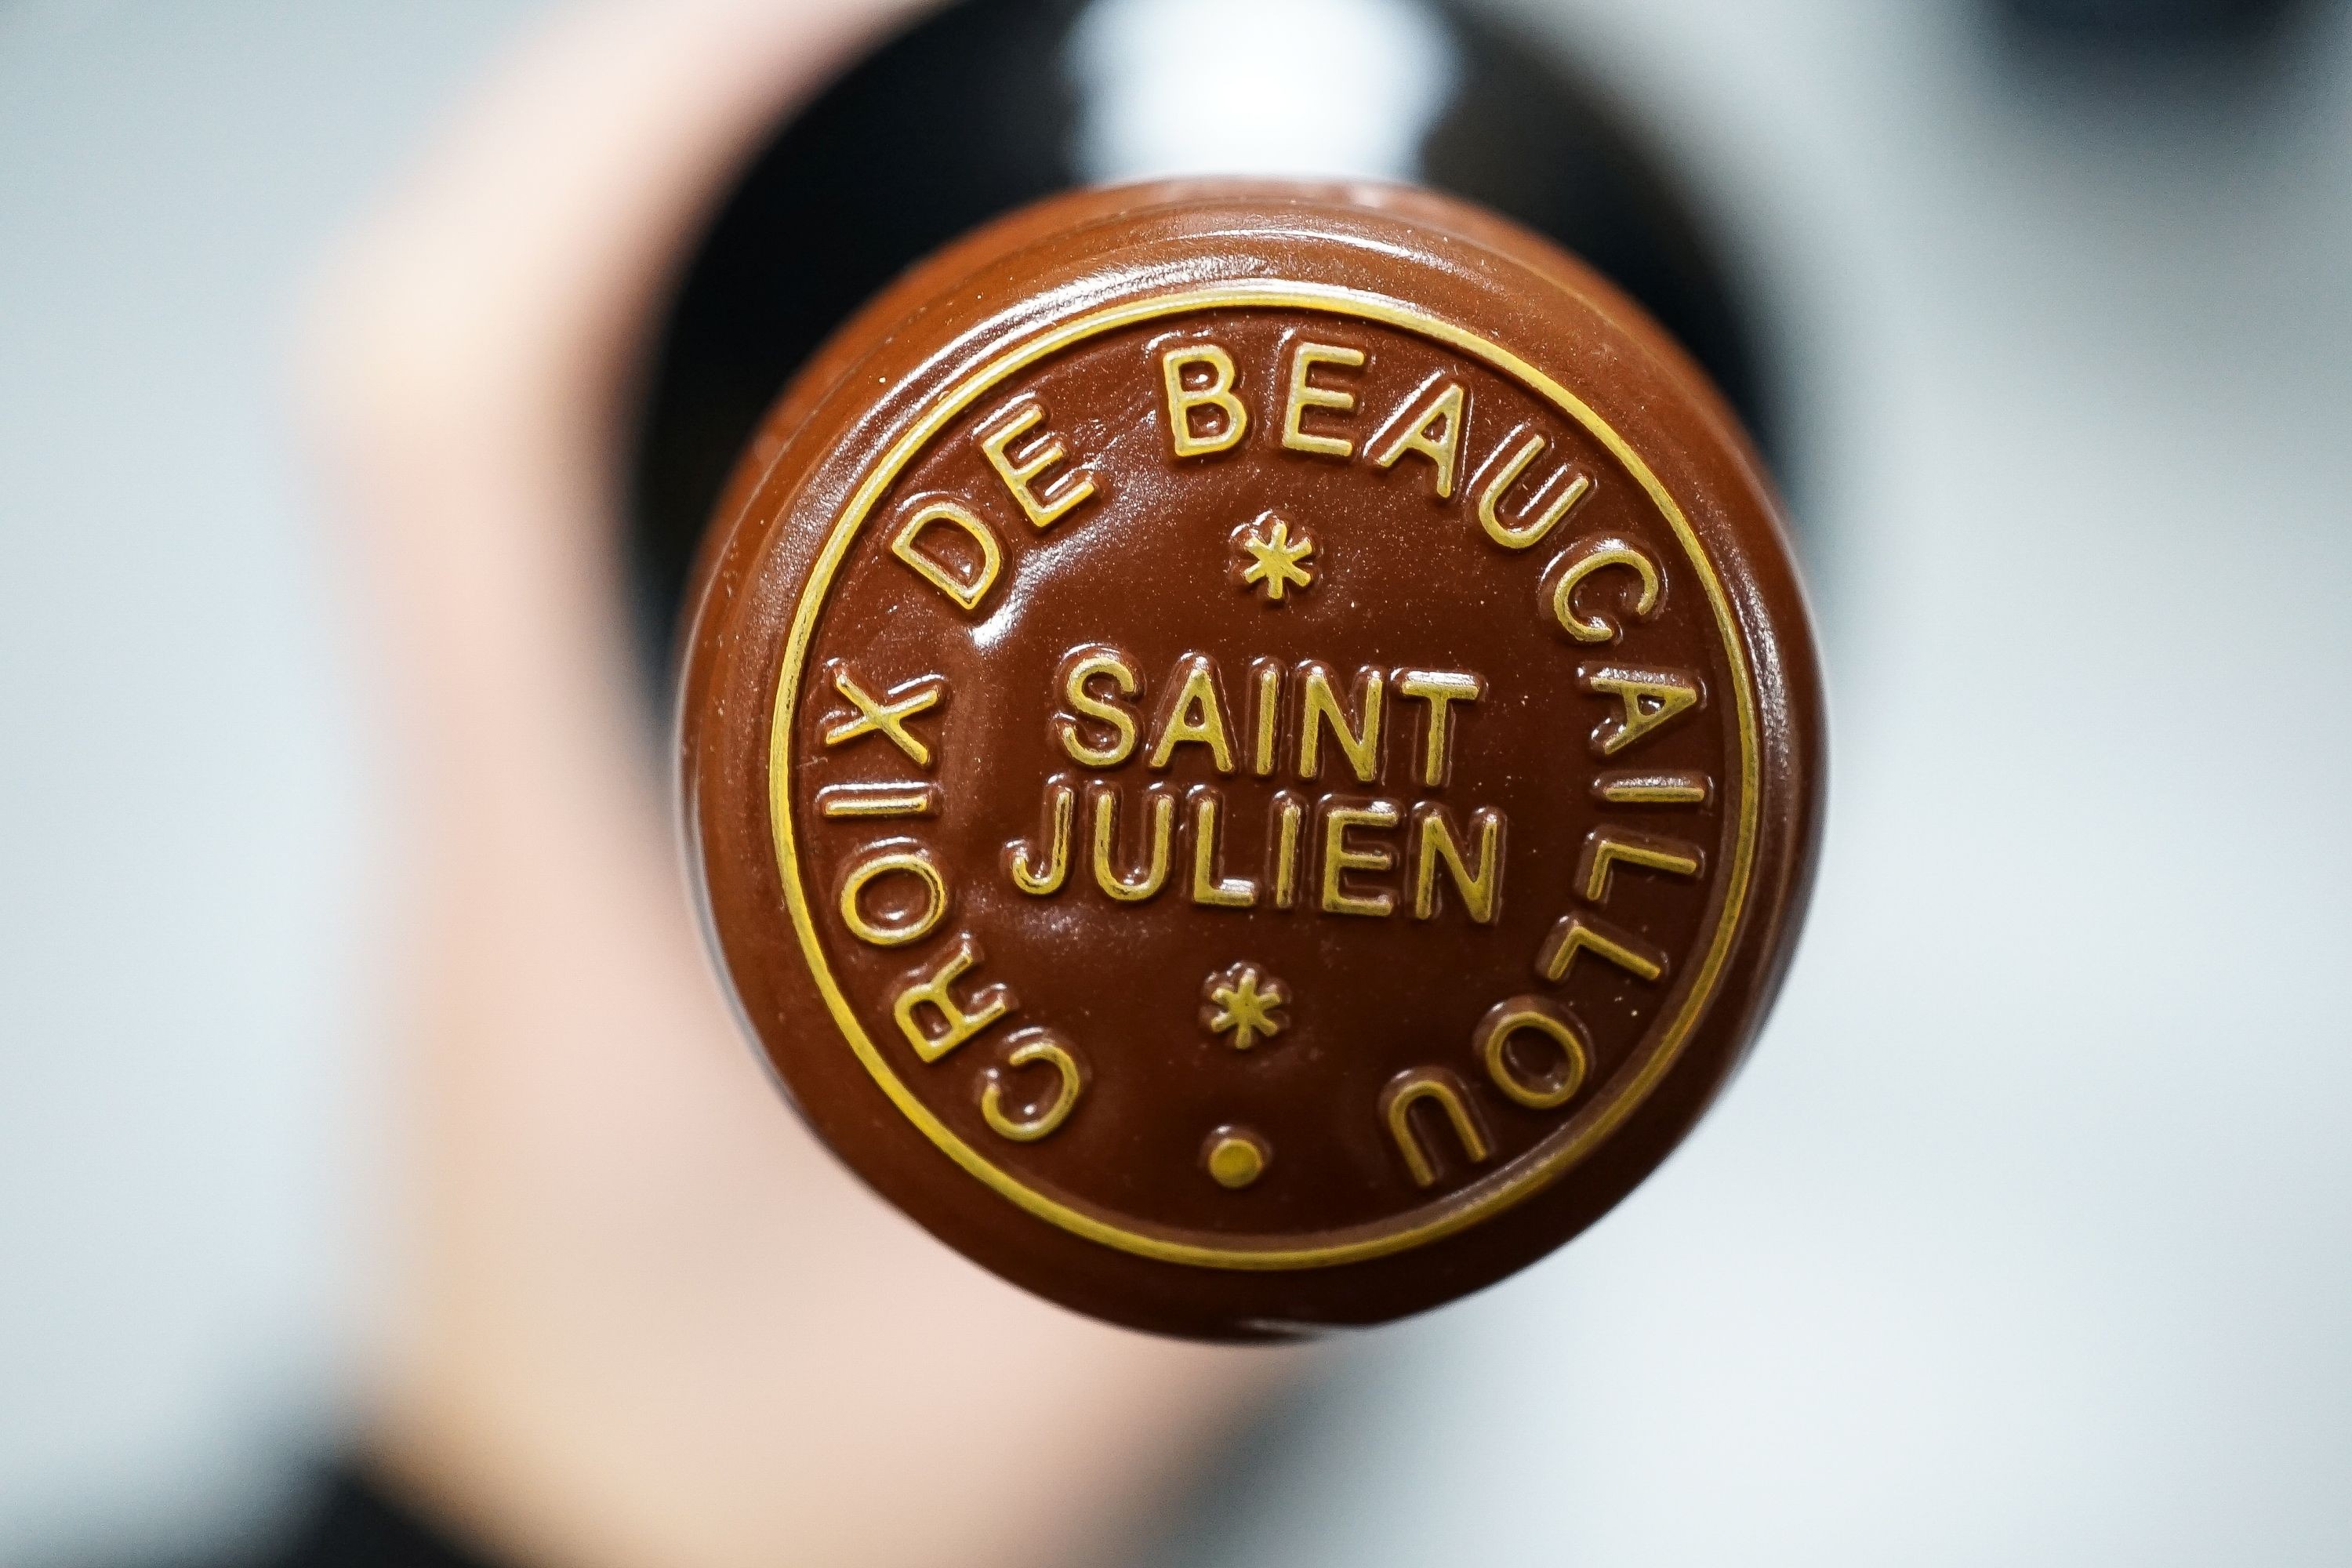 CROIX DE BEAUCAILLOU
*
SAINT
JULIEN
*
•